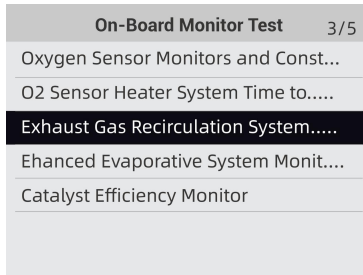 On-Board Monitor Test 3/5
Oxygen Sensor Monitors and Const...
O2 Sensor Heater System Time to.....
Exhaust Gas Recirculation System.....
Ehanced Evaporative System Monit....
Catalyst Efficiency Monitor